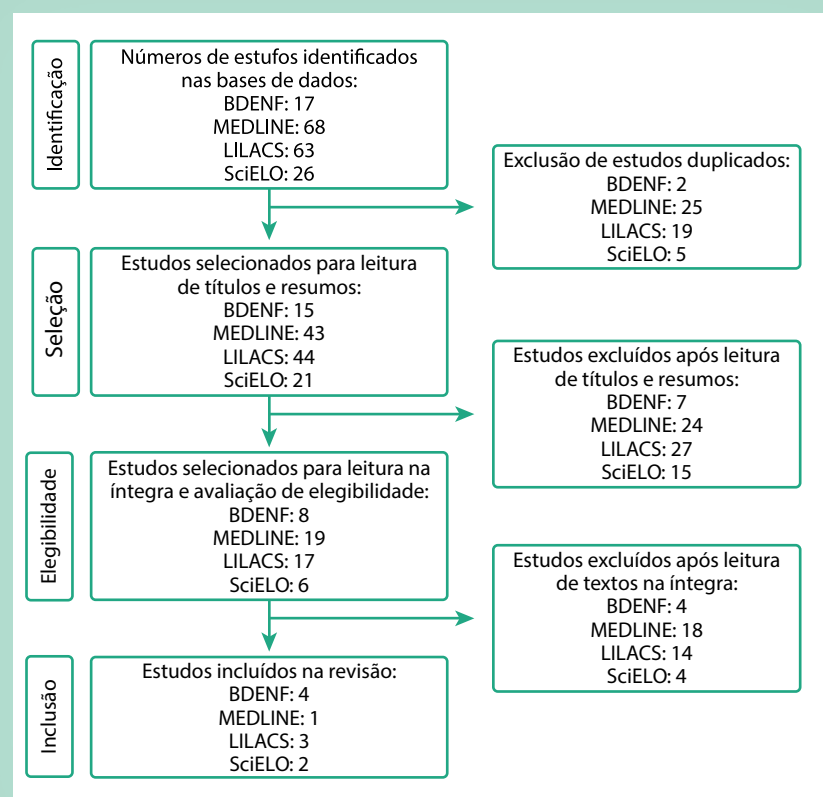 Identificação
Números de estufos identificados
nas bases de dados:
BDENF: 17
MEDLINE: 68
LILACS: 63
SciELO: 26
Exclusão de estudos duplicados:
BDENF: 2
MEDLINE: 25
LILACS: 19
SciELO: 5
Seleção
Estudos selecionados para leitura
de títulos e resumos:
BDENF: 15
MEDLINE: 43
LILACS: 44
SciELO: 21
Estudos excluídos após leitura
de títulos e resumos:
BDENF: 7
MEDLINE: 24
LILACS: 27
SciELO: 15
Elegibilidade
Estudos selecionados para leitura na
íntegra e avaliação de elegibilidade:
BDENF: 8
MEDLINE: 19
LILACS: 17
SciELO: 6
Estudos excluídos após leitura
de textos na íntegra:
BDENF: 4
MEDLINE: 18
LILACS: 14
SciELO: 4
Inclusão
Estudos incluídos na revisão:
BDENF: 4
MEDLINE: 1
LILACS: 3
SciELO: 2